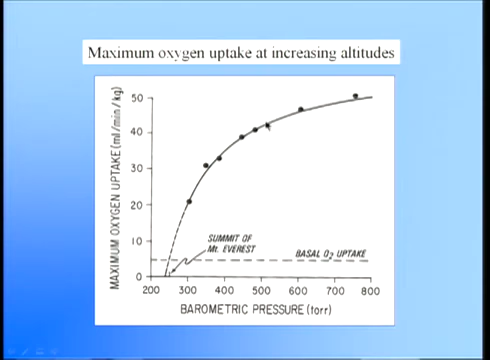 Maximum oxygen uptake at increasing altitudes
MAXIMUM OXYGEN UPTAKE (ml/min/kg)
50
40
30
20
10
0
SUMMIT OF
Mt. EVEREST
BASAL O₂ UPTAKE
200 300 400 500 600 700 800
BAROMETRIC PRESSURE (torr)